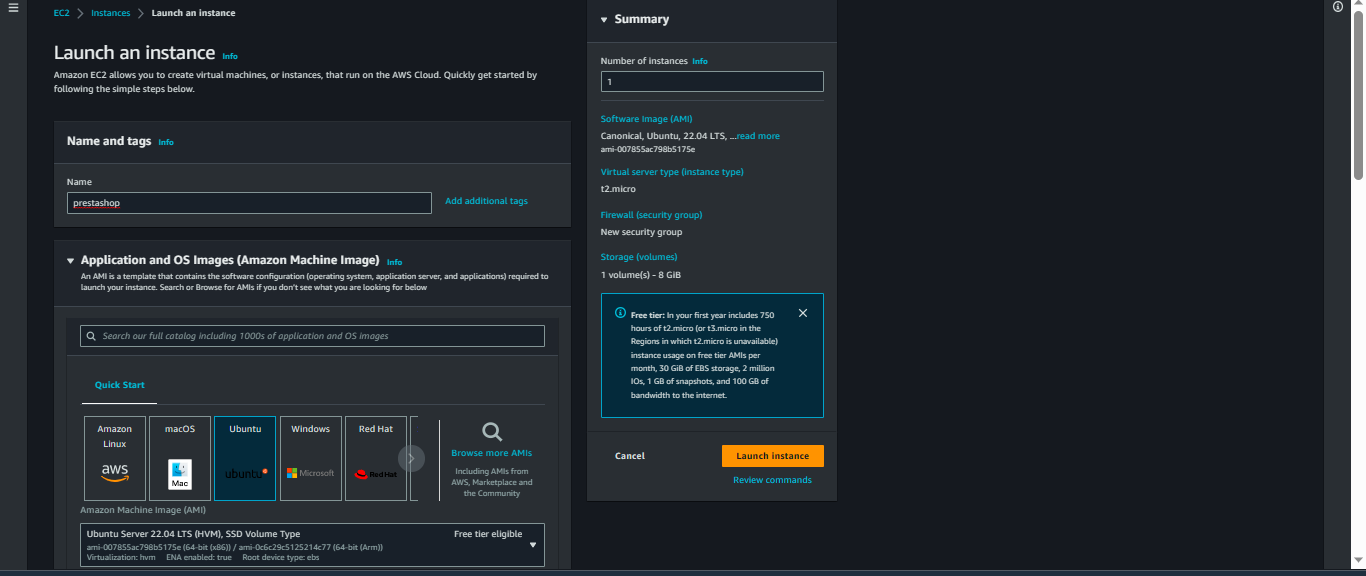 EC2 > Instances > Launch an instance
Launch an instance Info
Amazon EC2 allows you to create virtual machines, or instances, that run on the AWS Cloud. Quickly get started by
following the simple steps below.
Name and tags Info
Name
prestashop
Add additional tags
Application and OS Images (Amazon Machine Image) Info
An AMI is a template that contains the software configuration (operating system, application server, and applications) required to
launch your instance. Search or Browse for AMIs if you don't see what you are looking for below
Search our full catalog including 1000s of application and OS images
Quick Start
Amazon
Linux
aws
macOS
Mac
Ubuntu
ubuntu
Windows
Microsoft
Red Hat
Red Hat
Browse more AMIs
Including AMIs from
AWS, Marketplace and
the Community
Amazon Machine Image (AMI)
Ubuntu Server 22.04 LTS (HVM), SSD Volume Type
Free tier eligible
ami-007855ac798b5175e (64-bit (x86)) / ami-0c6c29c5125214c77 (64-bit (Arm))
Virtualization: hvm ENA enabled: true Root device type: ebs
Summary
Number of instances Info
1
Software Image (AMI)
Canonical, Ubuntu, 22.04 LTS, ...read more
ami-007855ac798b5175e
Virtual server type (instance type)
t2.micro
Firewall (security group)
New security group
Storage (volumes)
1 volume(s) - 8 GiB
Free tier: In your first year includes 750
hours of t2.micro (or t3.micro in the
Regions in which t2.micro is unavailable)
instance usage on free tier AMIs per
month, 30 GiB of EBS storage, 2 million
IOs, 1 GB of snapshots, and 100 GB of
bandwidth to the internet.
Cancel
Launch instance
Review commands